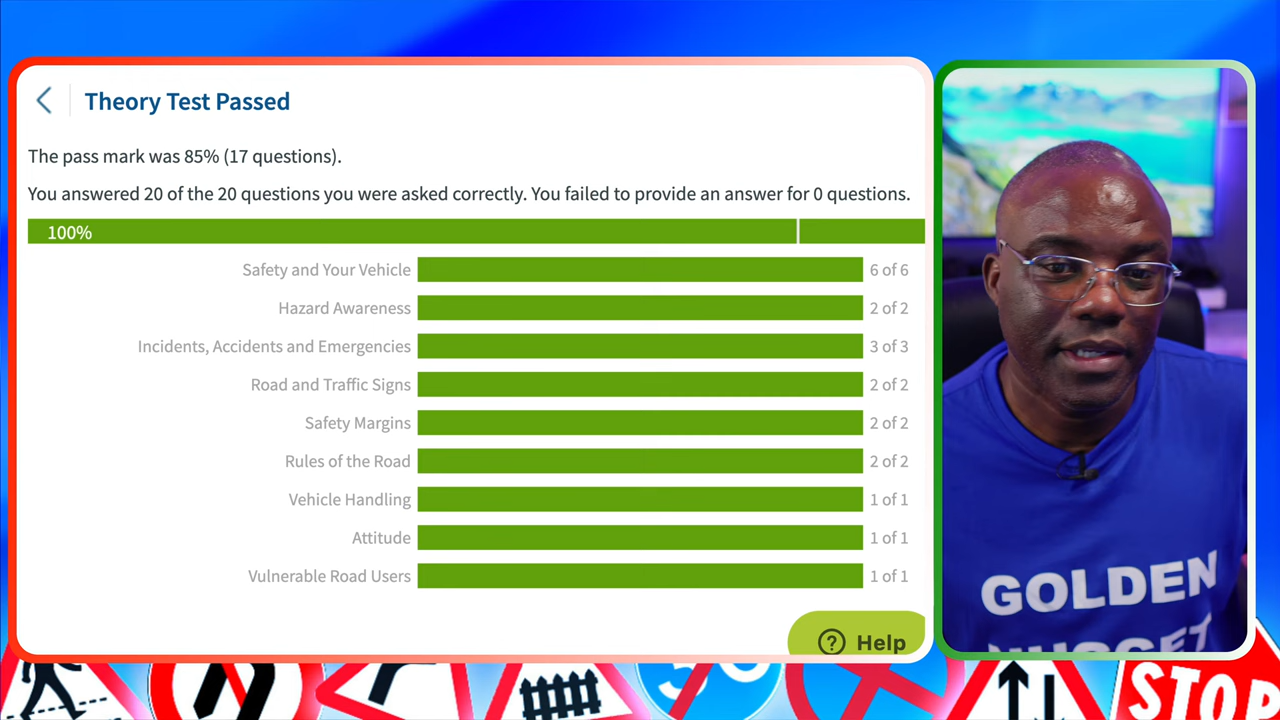 Theory Test Passed
The pass mark was 85% (17 questions).
You answered 20 of the 20 questions you were asked correctly. You failed to provide an answer for 0 questions.
100%
Safety and Your Vehicle 6 of 6
Hazard Awareness 2 of 2
Incidents, Accidents and Emergencies 3 of 3
Road and Traffic Signs 2 of 2
Safety Margins 2 of 2
Rules of the Road 2 of 2
Vehicle Handling 1 of 1
Attitude 1 of 1
Vulnerable Road Users 1 of 1
? Help
GOLDEN
NUGGET
STOP